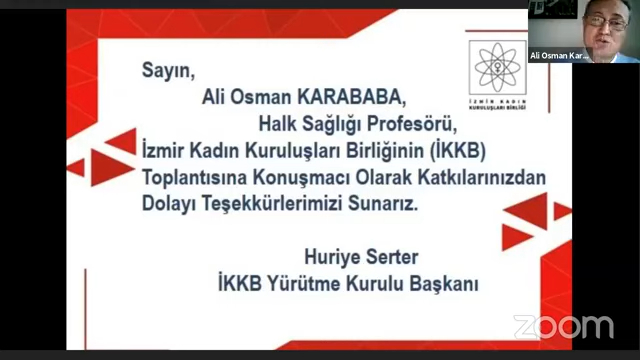 Sayın,
Ali Osman KARABABA,
Halk Sağlığı Profesörü,
İzmir Kadın Kuruluşları Birliğinin (İKKB)
Toplantısına Konuşmacı Olarak Katkılarınızdan
Dolayı Teşekkürlerimizi Sunarız.
Huriye Serter
İKKB Yürütme Kurulu Başkanı
İZMİR KADIN
KURULUŞLARI BİRLİĞİ
Ali Osman Kar...
zoom